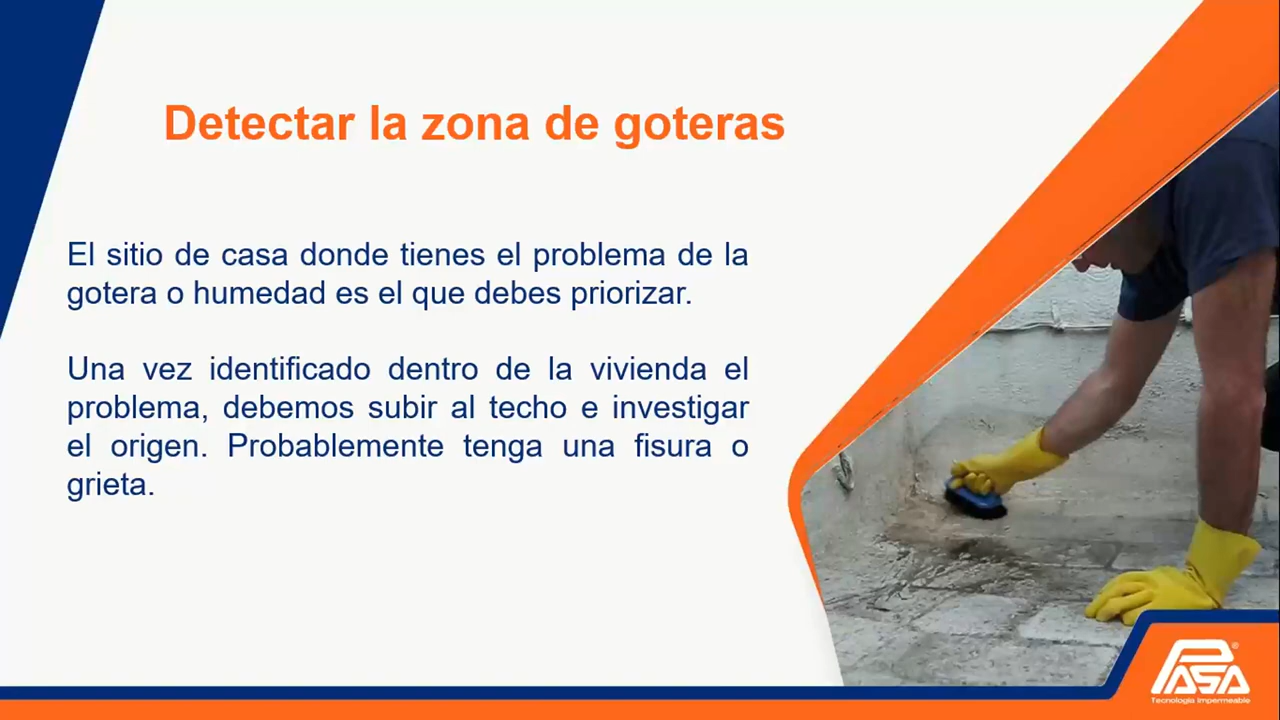 Detectar la zona de goteras
El sitio de casa donde tienes el problema de la
gotera o humedad es el que debes priorizar.
Una vez identificado dentro de la vivienda el
problema, debemos subir al techo e investigar
el origen. Probablemente tenga una fisura o
grieta.
PASA®
Tecnología Impermeable